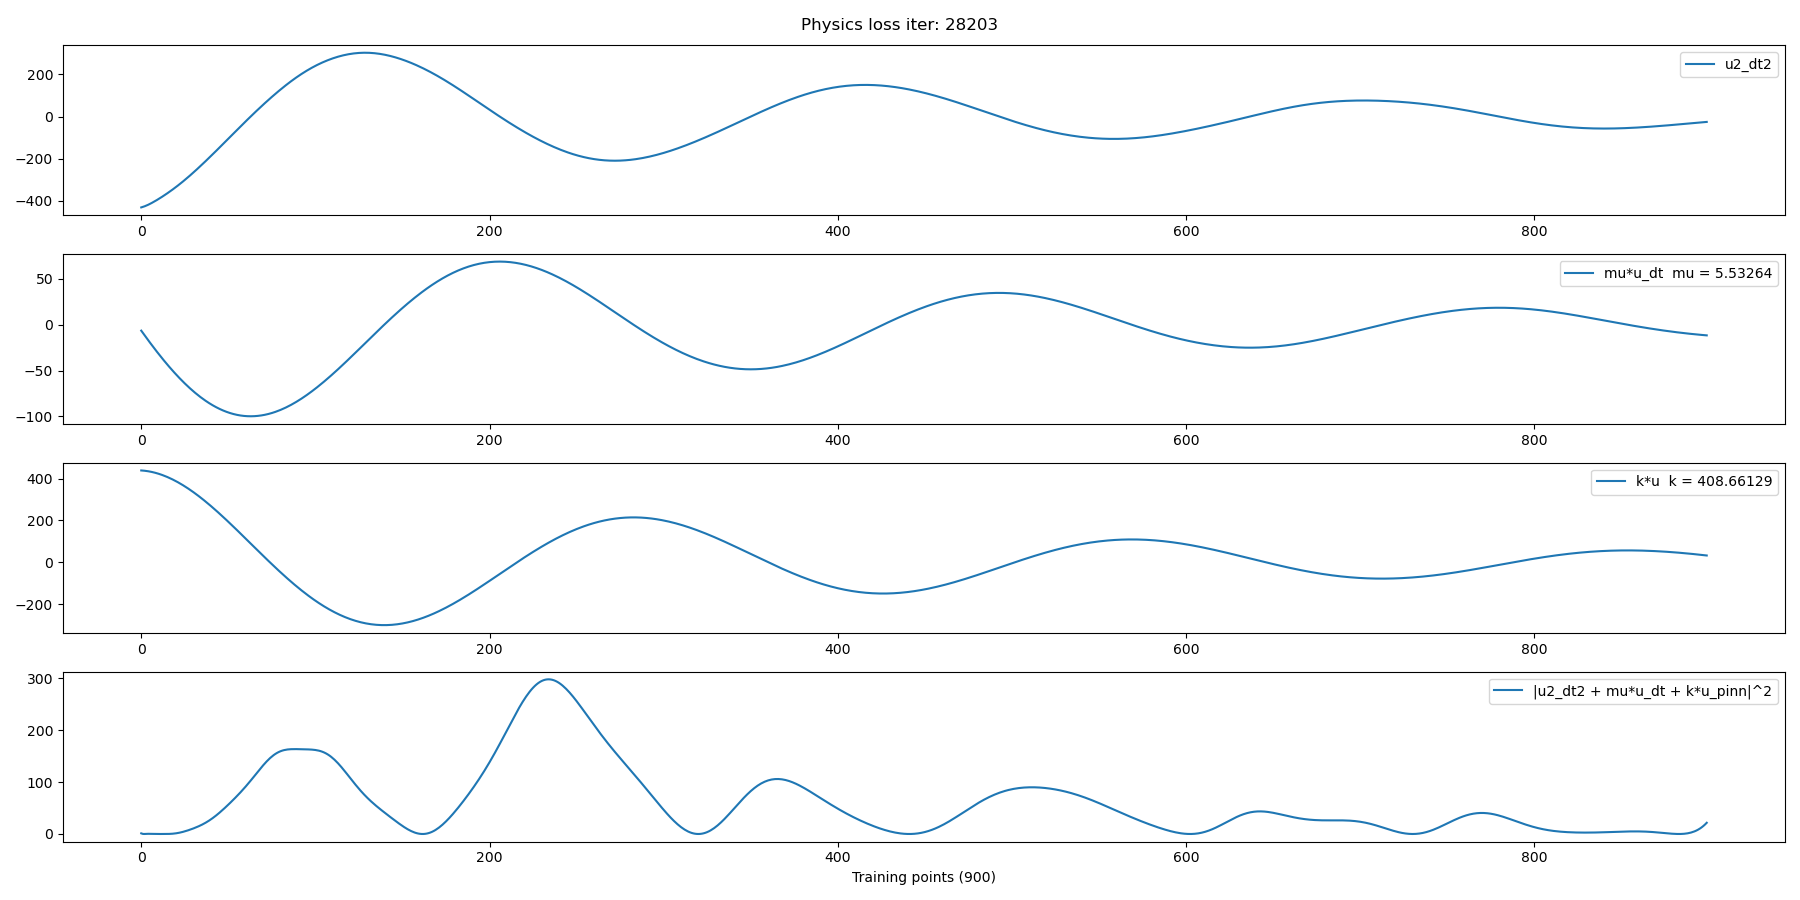 Physics loss iter: 28203
200
0
−200
−400
u2_dt2
0 200 400 600 800
50
0
−50
−100
mu*u_dt  mu = 5.53264
0 200 400 600 800
400
200
0
−200
k*u  k = 408.66129
0 200 400 600 800
300
200
100
0
|u2_dt2 + mu*u_dt + k*u_pinn|^2
0 200 400 600 800
Training points (900)